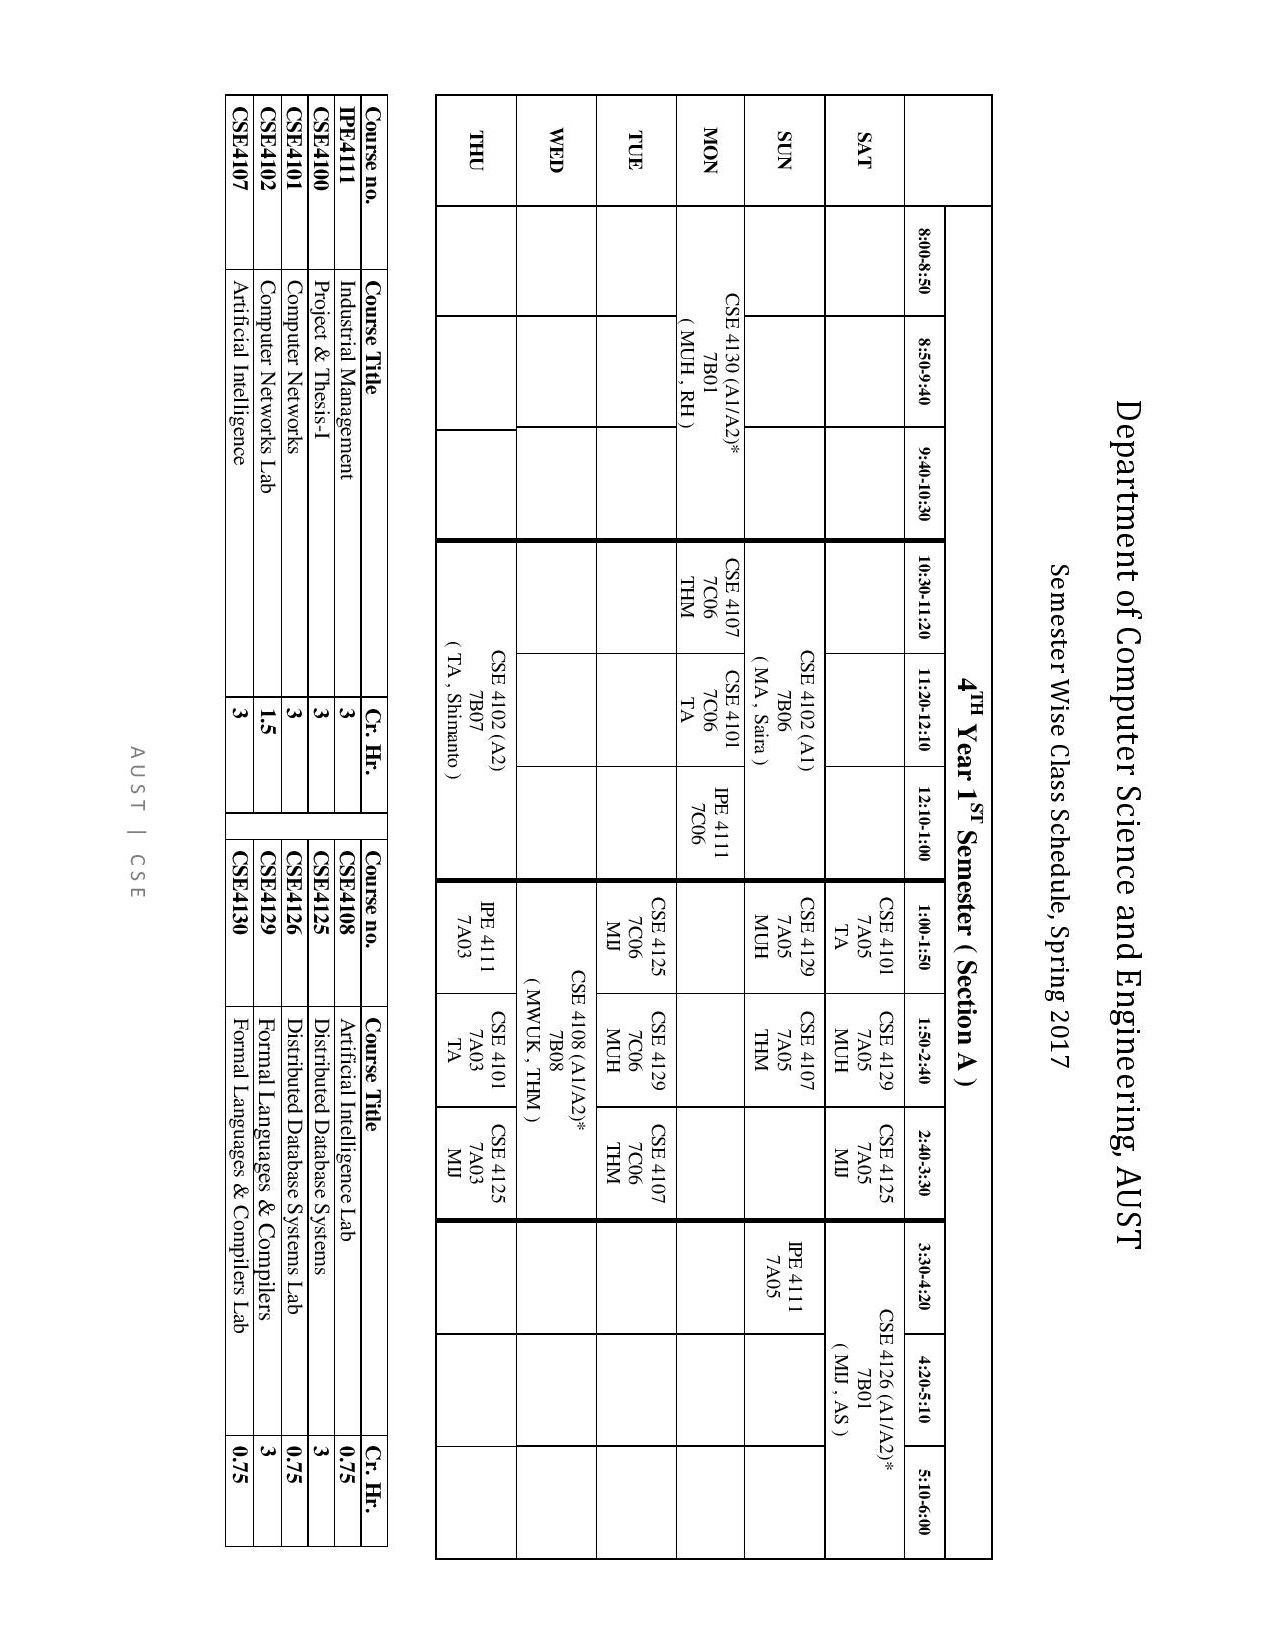 Department of Computer Science and Engineering, AUST
Semester Wise Class Schedule, Spring 2017
4TH Year 1ST Semester ( Section A )
8:00-8:50 8:50-9:40 9:40-10:30 10:30-11:20 11:20-12:10 12:10-1:00 1:00-1:50 1:50-2:40 2:40-3:30 3:30-4:20 4:20-5:10 5:10-6:00
SAT
CSE 4101
7A05
TA
CSE 4129
7A05
MUH
CSE 4125
7A05
MIJ
CSE 4126 (A1/A2)*
7B01
( MIJ , AS )
SUN
CSE 4102 (A1)
7B06
( MA , Saira )
CSE 4129
7A05
MUH
CSE 4107
7A05
THM
IPE 4111
7A05
MON
CSE 4130 (A1/A2)*
7B01
( MUH , RH )
CSE 4107
7C06
THM
CSE 4101
7C06
TA
IPE 4111
7C06
TUE
CSE 4125
7C06
MIJ
CSE 4129
7C06
MUH
CSE 4107
7C06
THM
WED
CSE 4108 (A1/A2)*
7B08
( MWUK , THM )
THU
CSE 4102 (A2)
7B07
( TA , Shimanto )
IPE 4111
7A03
CSE 4101
7A03
TA
CSE 4125
7A03
MIJ
Course no. Course Title Cr. Hr. Course no. Course Title Cr. Hr.
IPE4111 Industrial Management 3 CSE4108 Artificial Intelligence Lab 0.75
CSE4100 Project & Thesis-I 3 CSE4125 Distributed Database Systems 3
CSE4101 Computer Networks 3 CSE4126 Distributed Database Systems Lab 0.75
CSE4102 Computer Networks Lab 1.5 CSE4129 Formal Languages & Compilers 3
CSE4107 Artificial Intelligence 3 CSE4130 Formal Languages & Compilers Lab 0.75
AUST | CSE